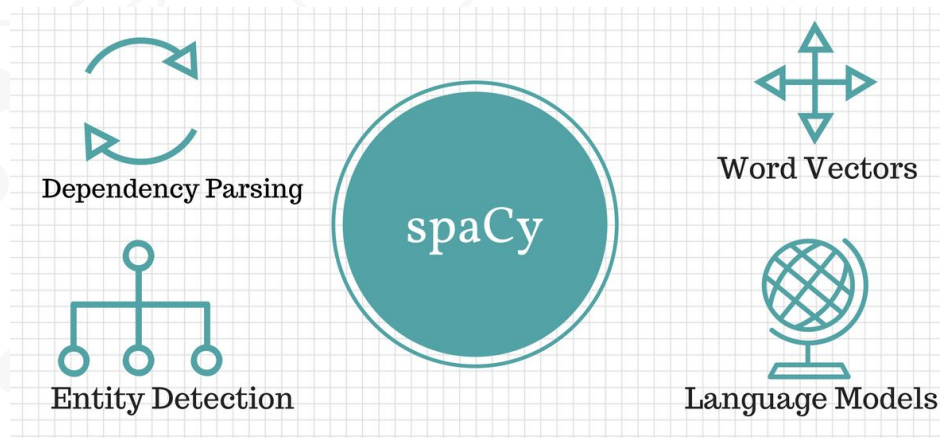 Dependency Parsing
Entity Detection
spaCy
Word Vectors
Language Models